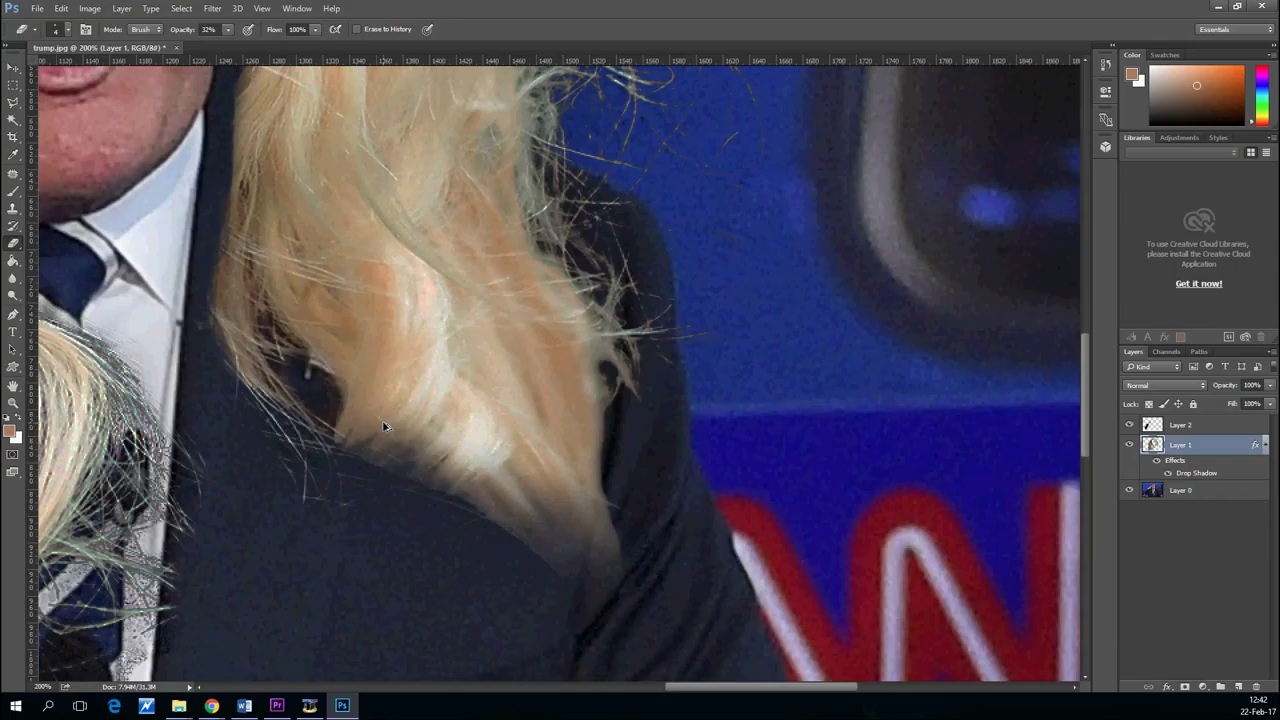 Ps File Edit Image Layer Type Select Filter 3D View Window Help
4 Mode: Brush Opacity: 32% Flow: 100% Erase to History Essentials
trump.jpg @ 200% (Layer 1, RGB/8#) * ×
Color Swatches
Libraries Adjustments Styles
To use Creative Cloud Libraries,
please install the Creative Cloud
Application
Get it now!
Layers Channels Paths
Kind
Normal Opacity: 100%
Lock: Fill: 100%
Layer 2
Layer 1 fx
Effects
Drop Shadow
Layer 0
W
200% Doc: 7.94M/31.3M
12:42
22-Feb-17